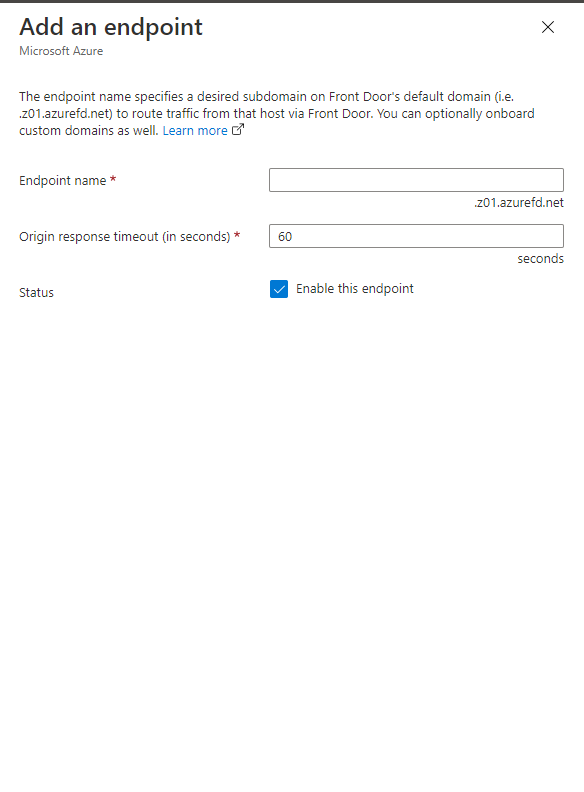 Add an endpoint
Microsoft Azure
The endpoint name specifies a desired subdomain on Front Door's default domain (i.e.
.z01.azurefd.net) to route traffic from that host via Front Door. You can optionally onboard
custom domains as well. Learn more
Endpoint name *
.z01.azurefd.net
Origin response timeout (in seconds) *
60
seconds
Status
Enable this endpoint